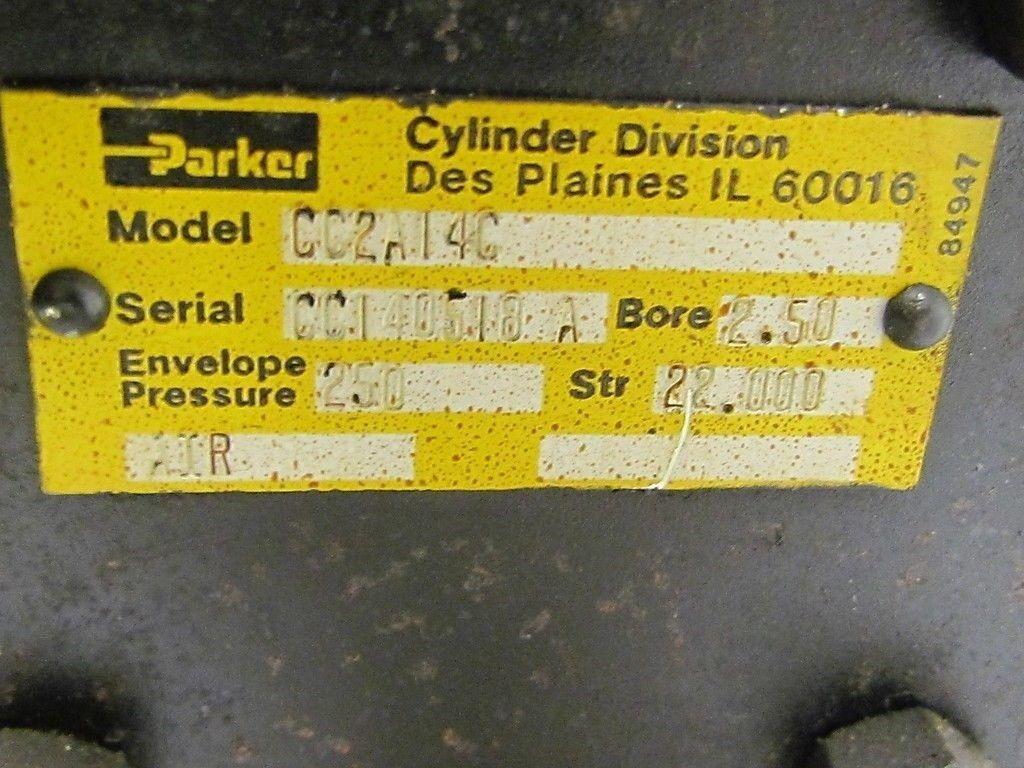 Parker
Cylinder Division
Des Plaines IL 60016
84947
Model CC2A14C
Serial CC140518 A Bore 2.50
Envelope Pressure 250 Str 22.000
AIR